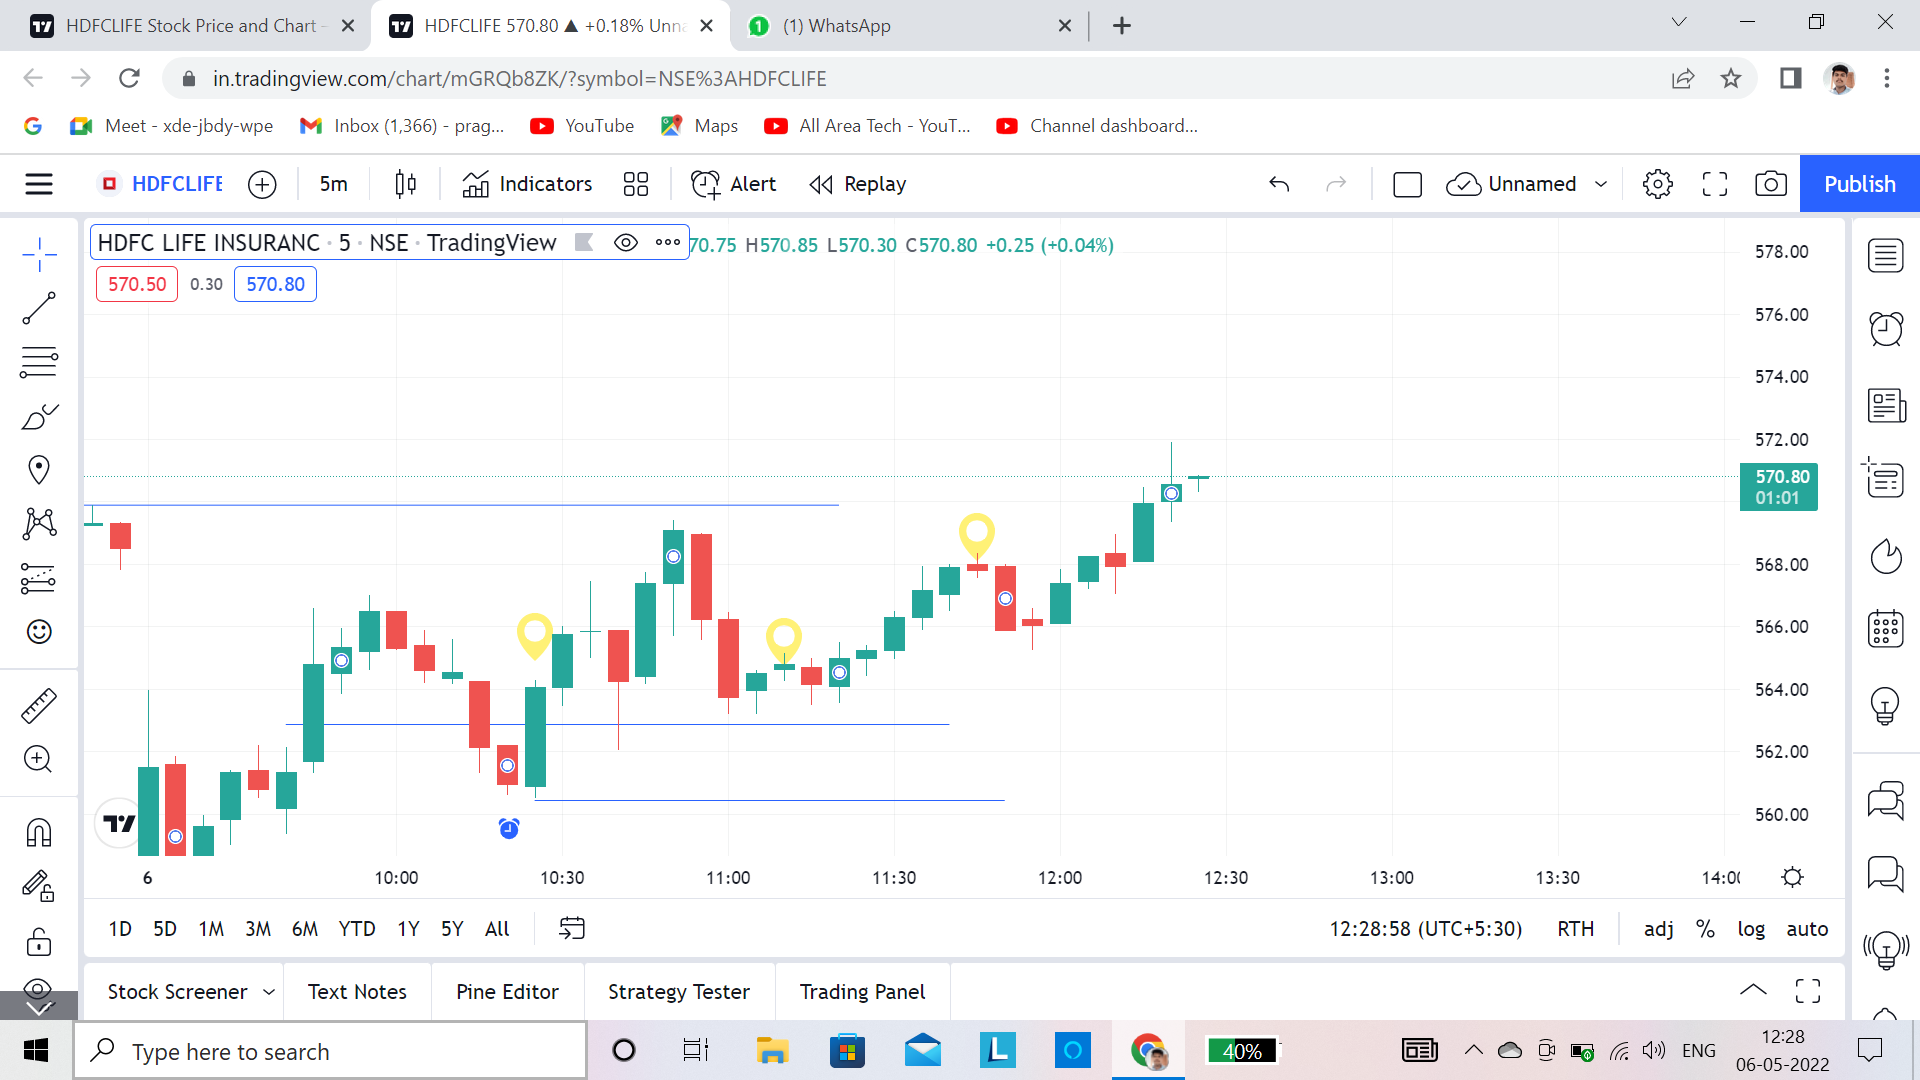 HDFCLIFE Stock Price and Chart -
HDFCLIFE 570.80 ▲ +0.18% Unna
(1) WhatsApp
in.tradingview.com/chart/mGRQb8ZK/?symbol=NSE%3AHDFCLIFE
Meet - xde-jbdy-wpe
Inbox (1,366) - prag...
YouTube
Maps
All Area Tech - YouT...
Channel dashboard...
HDFCLIFE
5m
Indicators
Alert
Replay
Unnamed
Publish
HDFC LIFE INSURANC · 5 · NSE · TradingView
70.75 H570.85 L570.30 C570.80 +0.25 (+0.04%)
570.50 0.30 570.80
578.00
576.00
574.00
572.00
570.80
01:01
568.00
566.00
564.00
562.00
560.00
6 10:00 10:30 11:00 11:30 12:00 12:30 13:00 13:30 14:00
1D 5D 1M 3M 6M YTD 1Y 5Y All
12:28:58 (UTC+5:30) RTH adj % log auto
Stock Screener Text Notes Pine Editor Strategy Tester Trading Panel
Type here to search
L
40%
ENG
12:28
06-05-2022